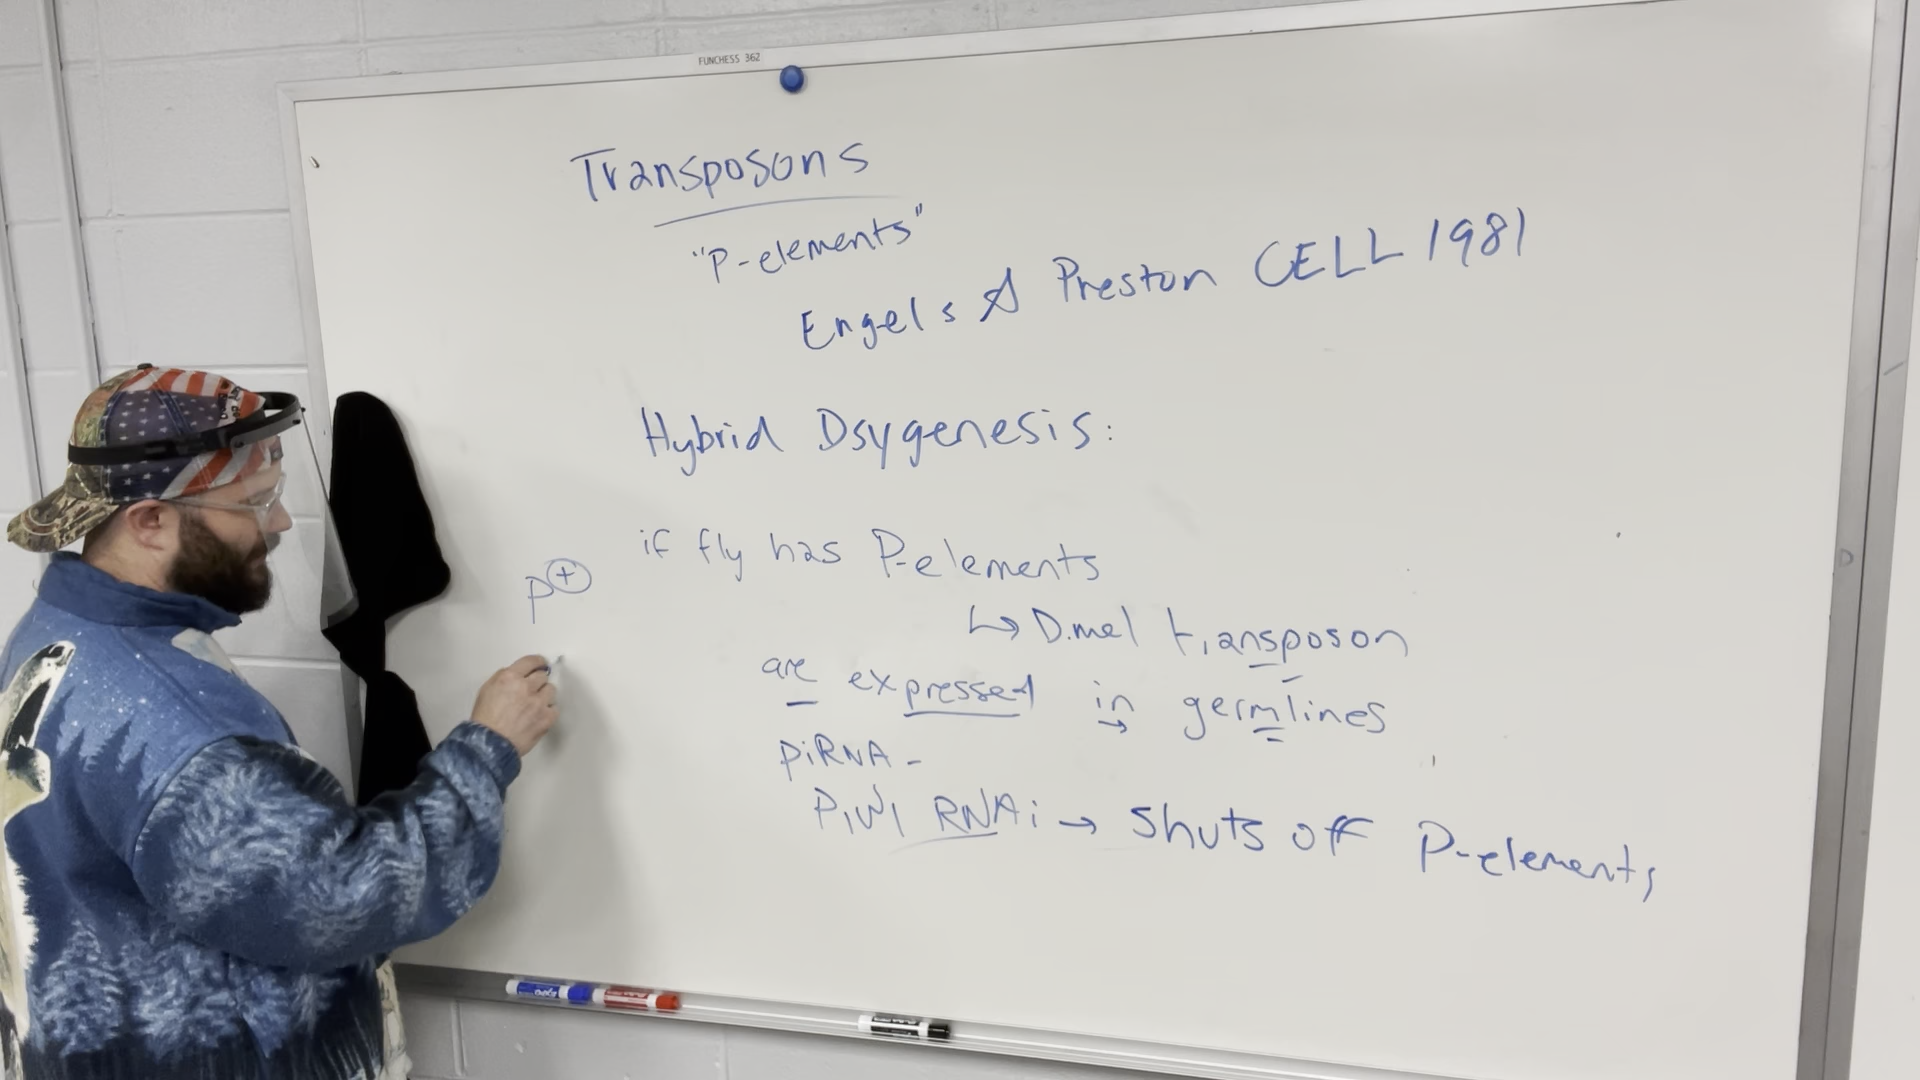 FUNCHESS 362
Transposons
"P-elements"
Engels & Preston CELL 1981
Hybrid Dsygenesis:
if fly has P-elements
↳ D.mel transposon
P⊕
are expressed in germlines
piRNA -
PIWI RNAi → shuts off P-elements